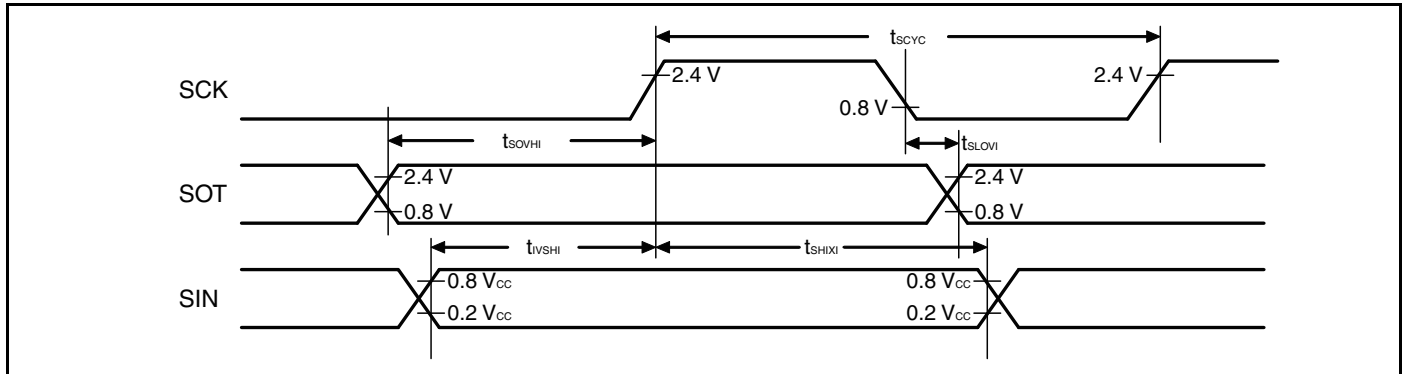 tSCYC
SCK
2.4 V
0.8 V
2.4 V
tSOVHI
tSLOVI
SOT
2.4 V
0.8 V
2.4 V
0.8 V
tIVSHI
tSHIXI
SIN
0.8 VCC
0.2 VCC
0.8 VCC
0.2 VCC